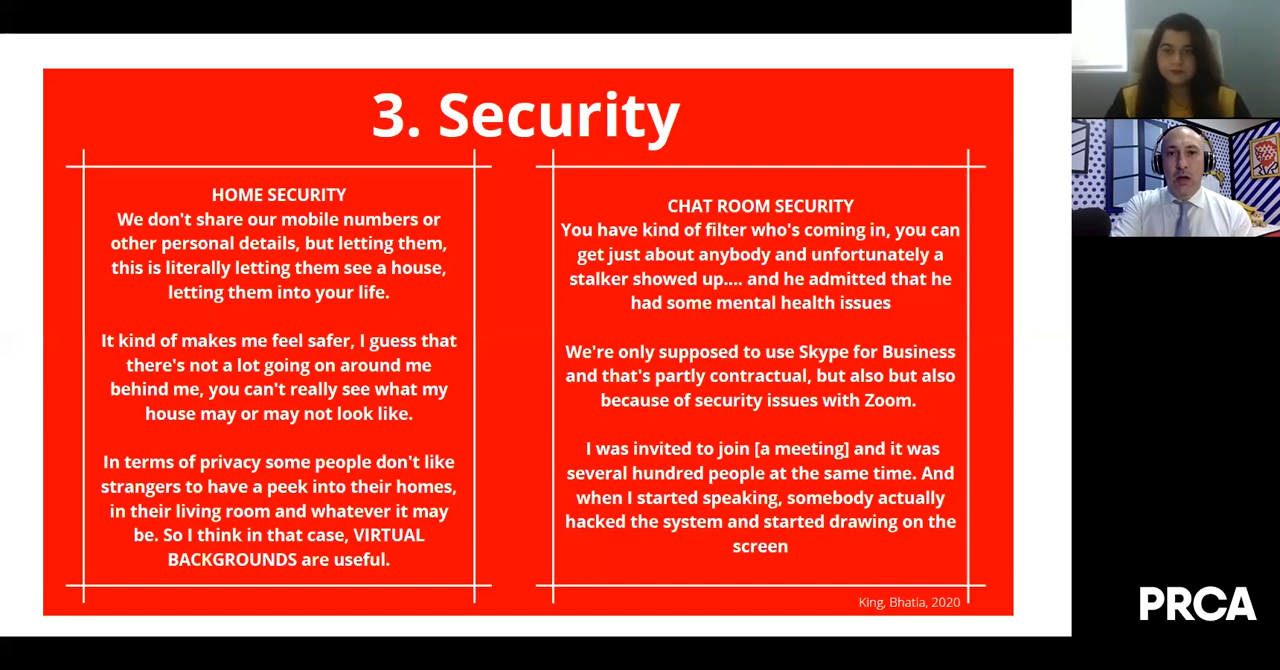 3. Security
HOME SECURITY
We don't share our mobile numbers or
other personal details, but letting them,
this is literally letting them see a house,
letting them into your life.
It kind of makes me feel safer, I guess that
there's not a lot going on around me
behind me, you can't really see what my
house may or may not look like.
In terms of privacy some people don't like
strangers to have a peek into their homes,
in their living room and whatever it may
be. So I think in that case, VIRTUAL
BACKGROUNDS are useful.
CHAT ROOM SECURITY
You have kind of filter who's coming in, you can
get just about anybody and unfortunately a
stalker showed up.... and he admitted that he
had some mental health issues
We're only supposed to use Skype for Business
and that's partly contractual, but also but also
because of security issues with Zoom.
I was invited to join [a meeting] and it was
several hundred people at the same time. And
when I started speaking, somebody actually
hacked the system and started drawing on the
screen
King, Bhatia, 2020
PRCA